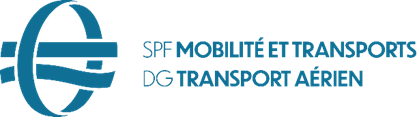 SPF MOBILITÉ ET TRANSPORTS
DG TRANSPORT AÉRIEN